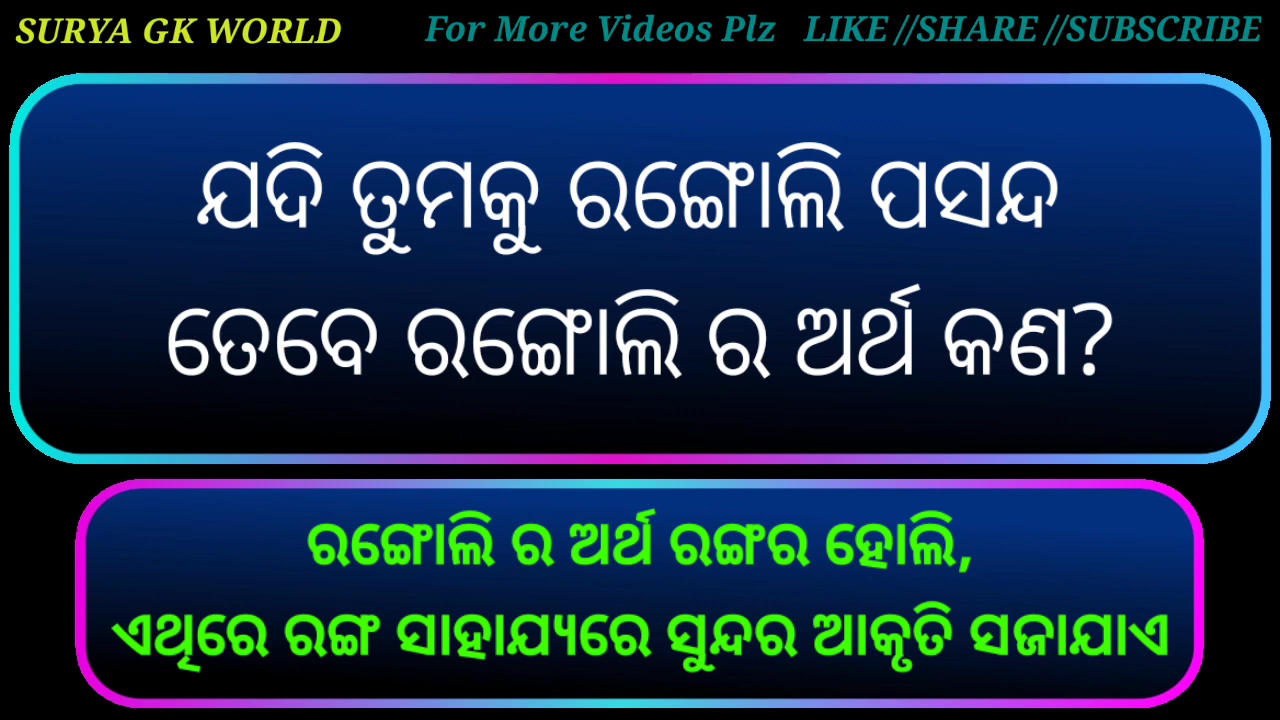 SURYA GK WORLD For More Videos Plz LIKE //SHARE //SUBSCRIBE
ଯଦି ତୁମକୁ ରଙ୍ଗୋଲି ପସନ୍ଦ
ତେବେ ରଙ୍ଗୋଲି ର ଅର୍ଥ କଣ?
ରଙ୍ଗୋଲି ର ଅର୍ଥ ରଙ୍ଗର ହୋଲି,
ଏଥିରେ ରଙ୍ଗ ସାହାଯ୍ୟରେ ସୁନ୍ଦର ଆକୃତି ସଜାଯାଏ